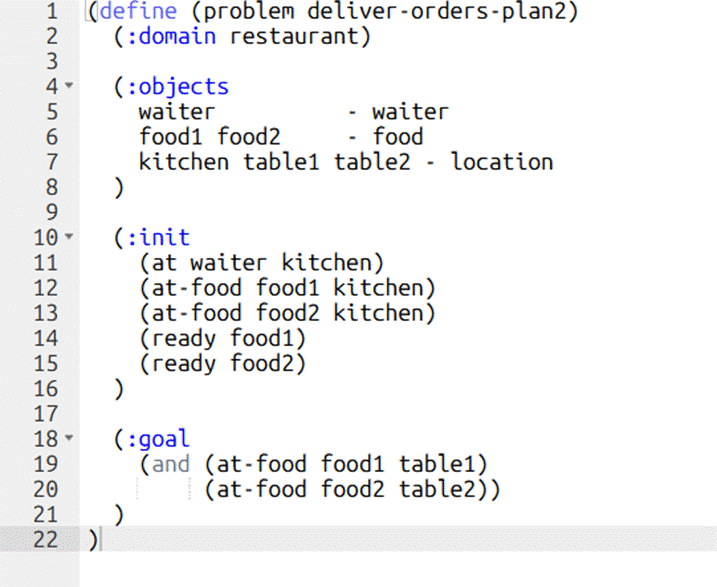 1 (define (problem deliver-orders-plan2)
2   (:domain restaurant)
3
4   (:objects
5     waiter          - waiter
6     food1 food2     - food
7     kitchen table1 table2 - location
8   )
9
10   (:init
11     (at waiter kitchen)
12     (at-food food1 kitchen)
13     (at-food food2 kitchen)
14     (ready food1)
15     (ready food2)
16   )
17
18   (:goal
19     (and (at-food food1 table1)
20          (at-food food2 table2))
21   )
22 )